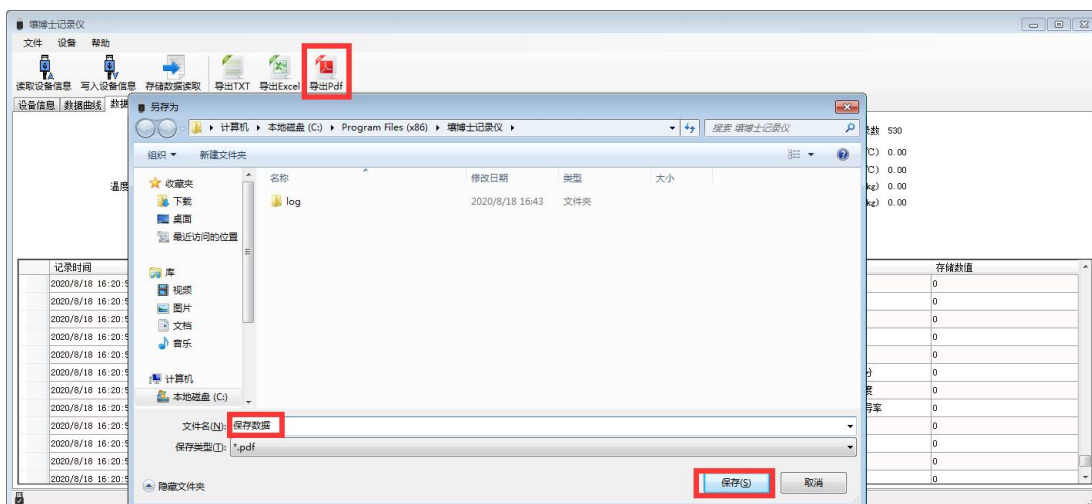 壤博士记录仪
文件 设备 帮助
读取设备信息 写入设备信息 存储数据读取 导出TXT 导出Excel 导出Pdf
设备信息 数据曲线 数据
另存为
计算机 ▸ 本地磁盘 (C:) ▸ Program Files (x86) ▸ 壤博士记录仪 ▸
搜索 壤博士记录仪
组织 新建文件夹
名称 修改日期 类型 大小
收藏夹
下载
桌面
最近访问的位置
库
视频
图片
文档
音乐
计算机
本地磁盘 (C:)
log 2020/8/18 16:43 文件夹
温度
数 530
℃) 0.00
℃) 0.00
kg) 0.00
kg) 0.00
记录时间 存储数值
2020/8/18 16:20:5 0
2020/8/18 16:20:5 0
2020/8/18 16:20:5 0
2020/8/18 16:20:5 0
2020/8/18 16:20:5 0
2020/8/18 16:20:5 0
2020/8/18 16:20:5 度 0
2020/8/18 16:20:5 导率 0
2020/8/18 16:20:5 0
2020/8/18 16:20:5 0
2020/8/18 16:20:5 0
2020/8/18 16:20:5 0
文件名(N): 保存数据
保存类型(T): *.pdf
隐藏文件夹 保存(S) 取消